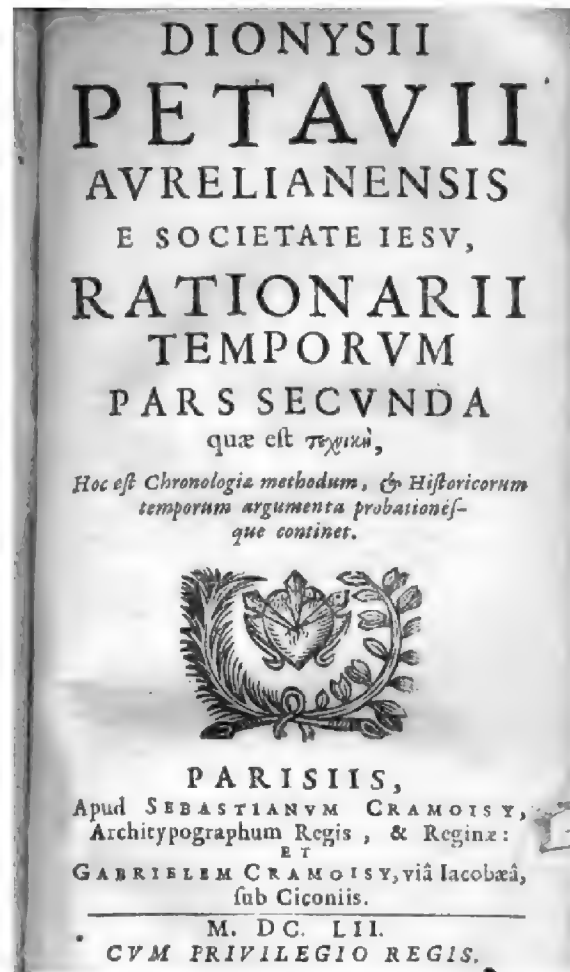 DIONYSII
PETAVII
AVRELIANENSIS
E SOCIETATE IESV,
RATIONARII
TEMPORVM
PARS SECVNDA
quæ eſt τεχνικὴ,
Hoc eſt Chronologiæ methodum, & Hiſtoricorum
temporum argumenta probationéſ-
que continet.
PARISIIS,
Apud SEBASTIANVM CRAMOISY,
Architypographum Regis, & Reginæ:
ET
GABRIELEM CRAMOISY, viâ Iacobæâ,
ſub Ciconiis.
M. DC. LII.
CVM PRIVILEGIO REGIS.